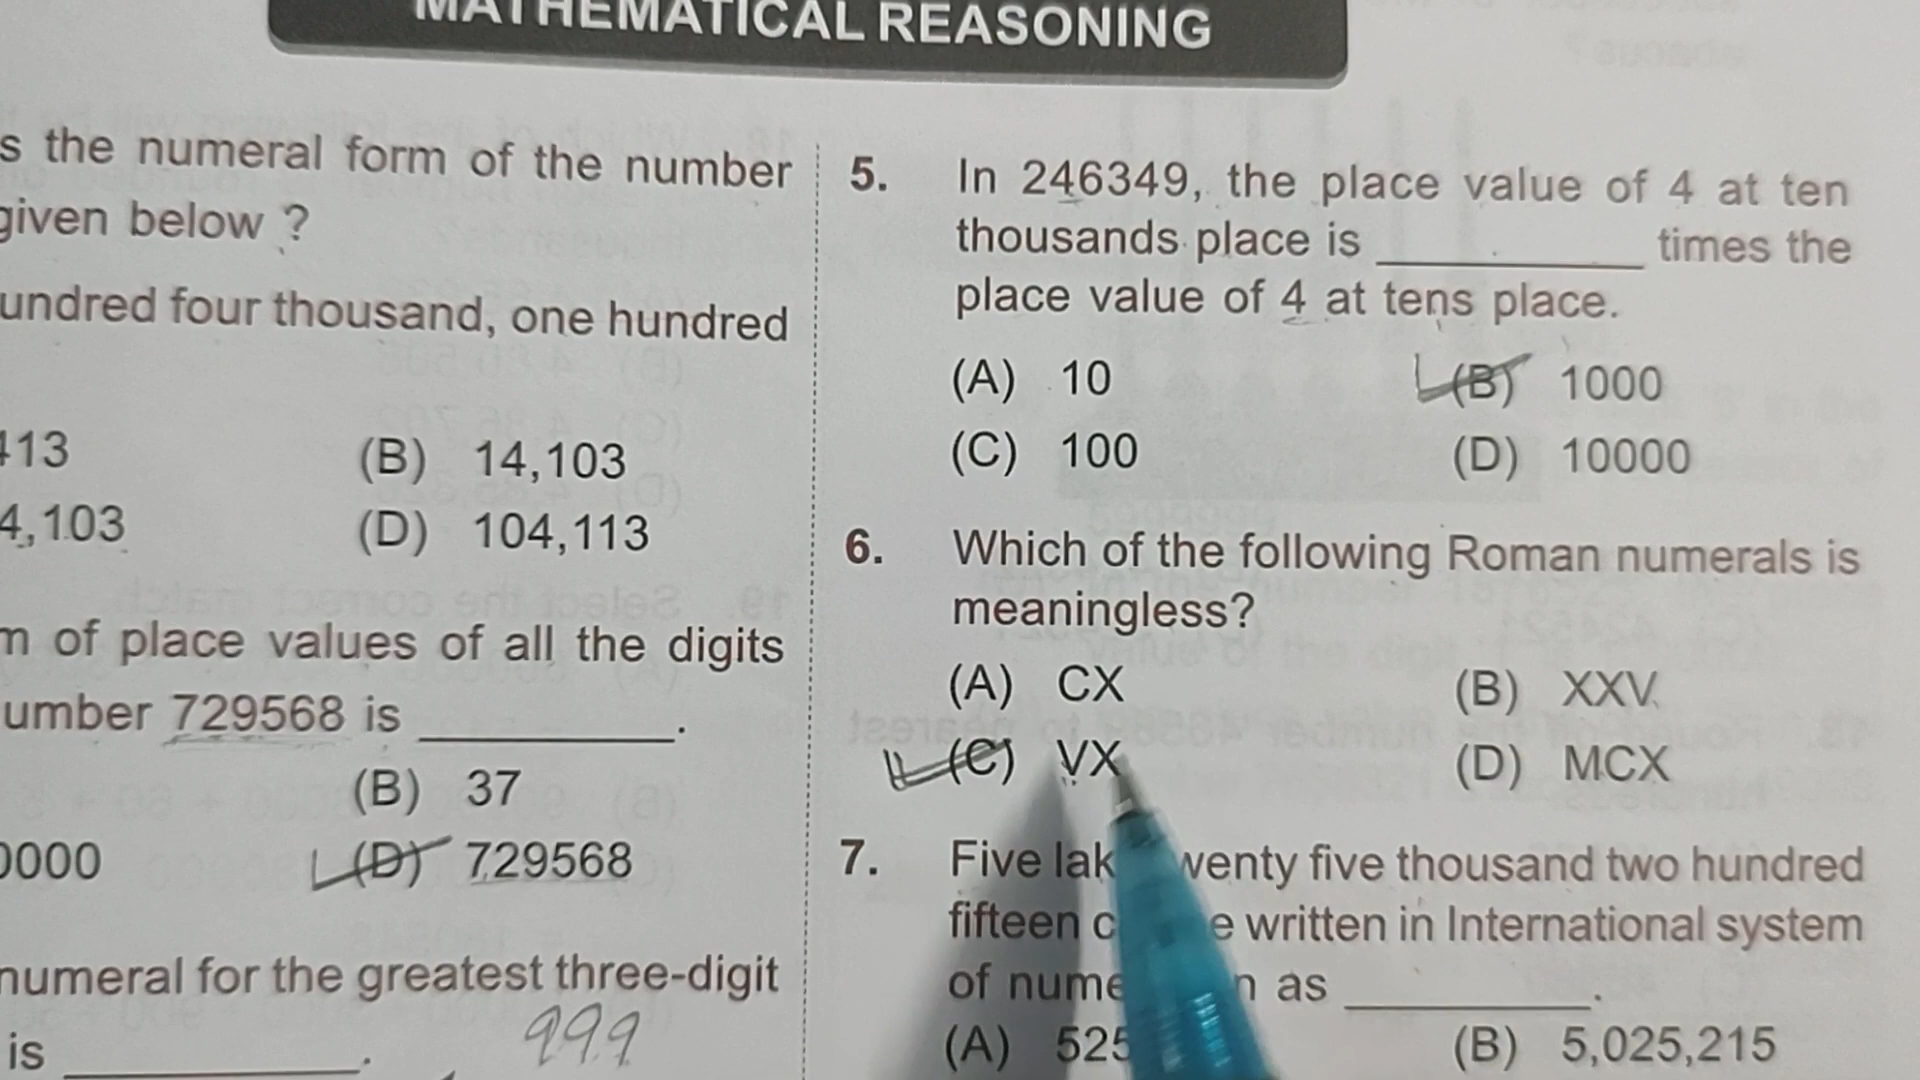 MATHEMATICAL REASONING
s the numeral form of the number
given below ?
undred four thousand, one hundred
413
(B) 14,103
4,103
(D) 104,113
m of place values of all the digits
umber 729568 is ________.
(B) 37
0000
(D) 729568
numeral for the greatest three-digit
is ________.
999
5. In 246349, the place value of 4 at ten
thousands place is ________ times the
place value of 4 at tens place.
(A) 10 (B) 1000
(C) 100 (D) 10000
6. Which of the following Roman numerals is
meaningless?
(A) CX (B) XXV
(C) VX (D) MCX
7. Five lak wenty five thousand two hundred
fifteen c e written in International system
of nume n as ________.
(A) 525 (B) 5,025,215